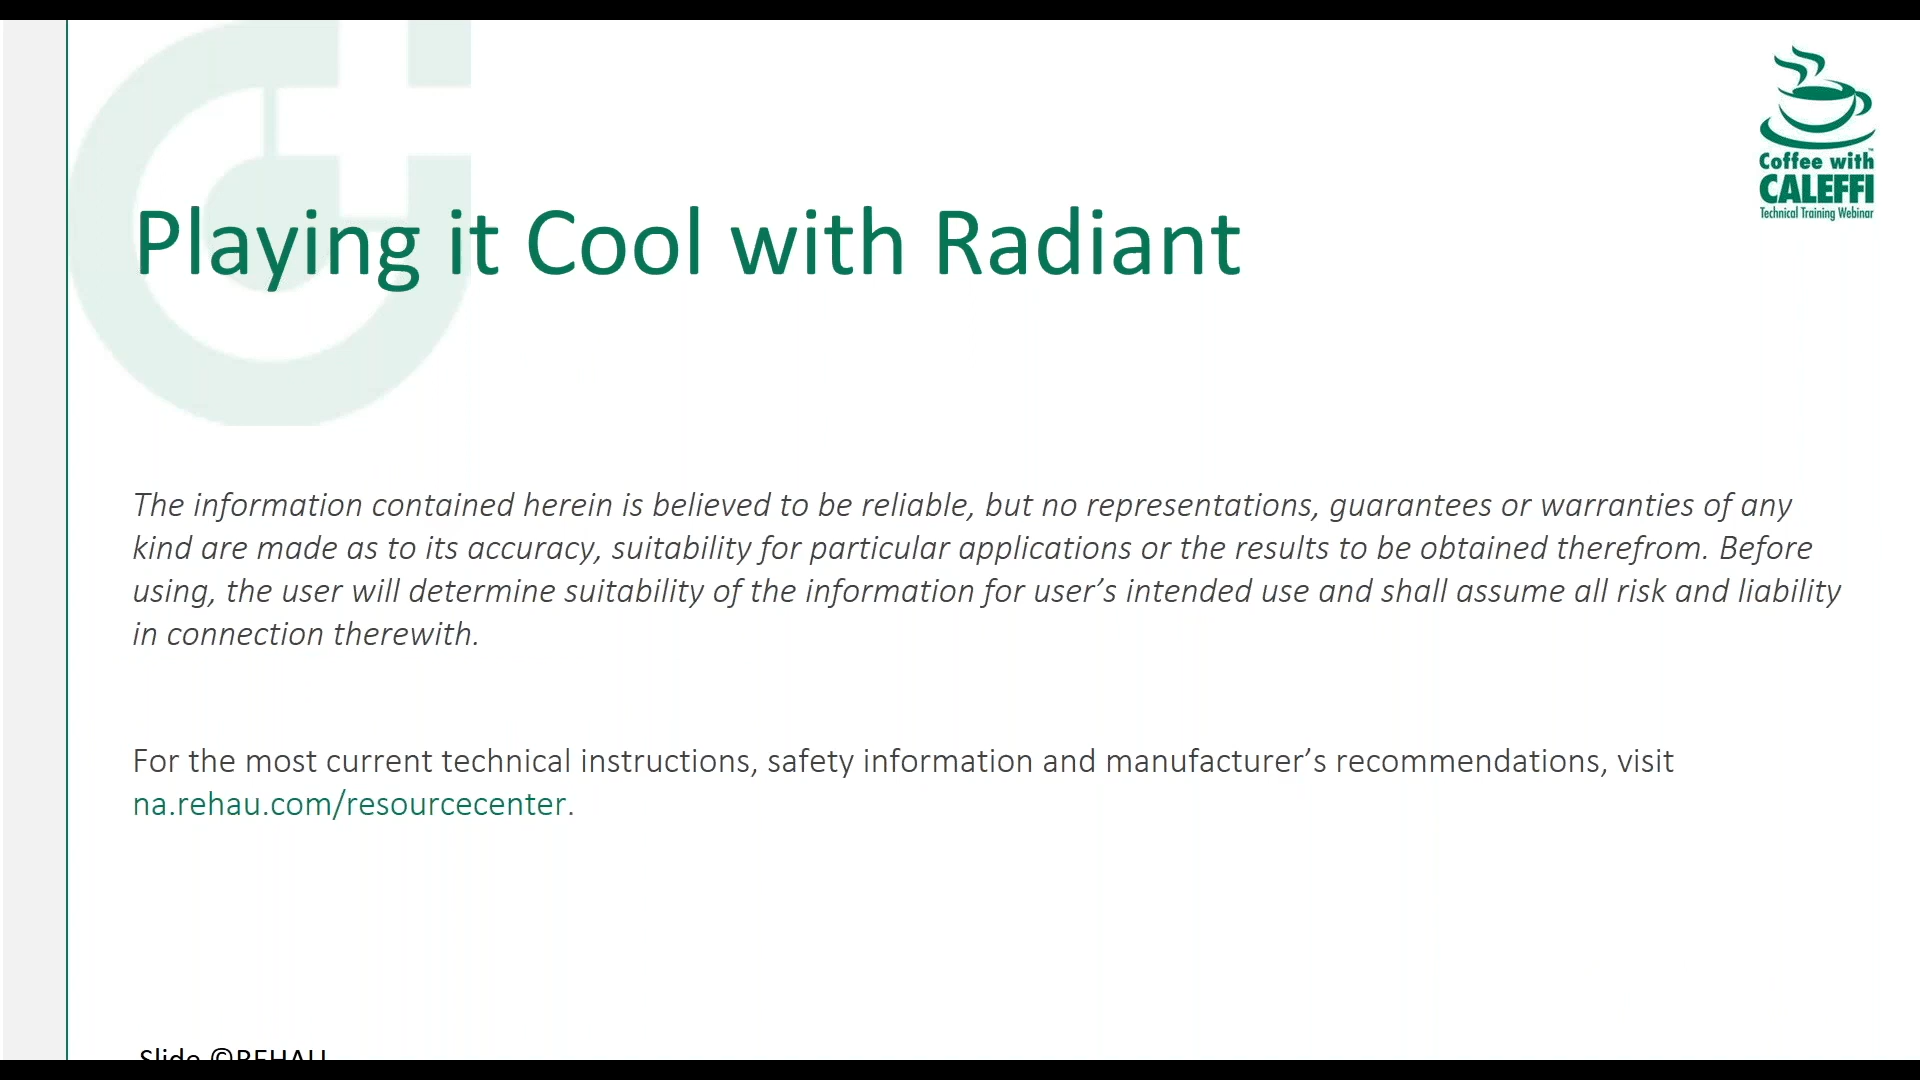 Coffee with
CALEFFI
Technical Training Webinar
Playing it Cool with Radiant
The information contained herein is believed to be reliable, but no representations, guarantees or warranties of any
kind are made as to its accuracy, suitability for particular applications or the results to be obtained therefrom. Before
using, the user will determine suitability of the information for user’s intended use and shall assume all risk and liability
in connection therewith.
For the most current technical instructions, safety information and manufacturer’s recommendations, visit
na.rehau.com/resourcecenter.
Slide ©REHAU